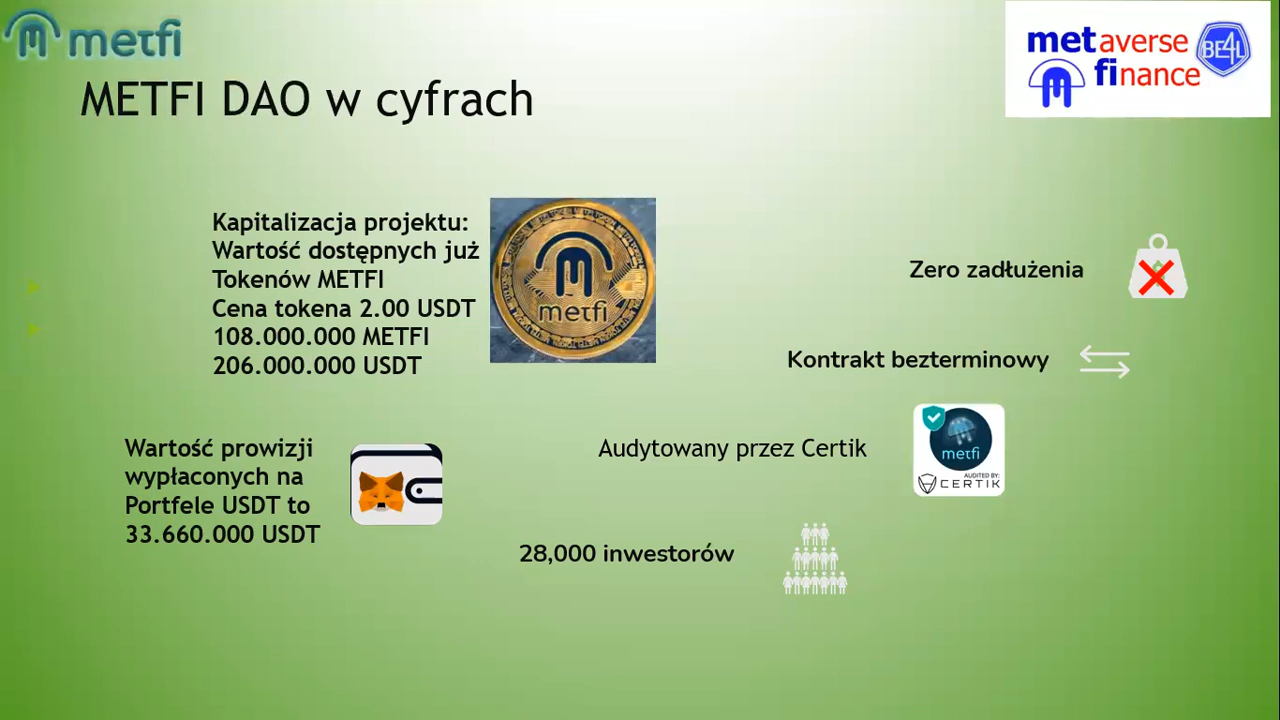 metfi
metaverse
finance
BE4L
METFI DAO w cyfrach
Kapitalizacja projektu:
Wartość dostępnych już
Tokenów METFI
Cena tokena 2.00 USDT
108.000.000 METFI
206.000.000 USDT
metfi
Zero zadłużenia
Kontrakt bezterminowy
Wartość prowizji
wypłaconych na
Portfele USDT to
33.660.000 USDT
Audytowany przez Certik
metfi
AUDITED BY:
CERTIK
28,000 inwestorów